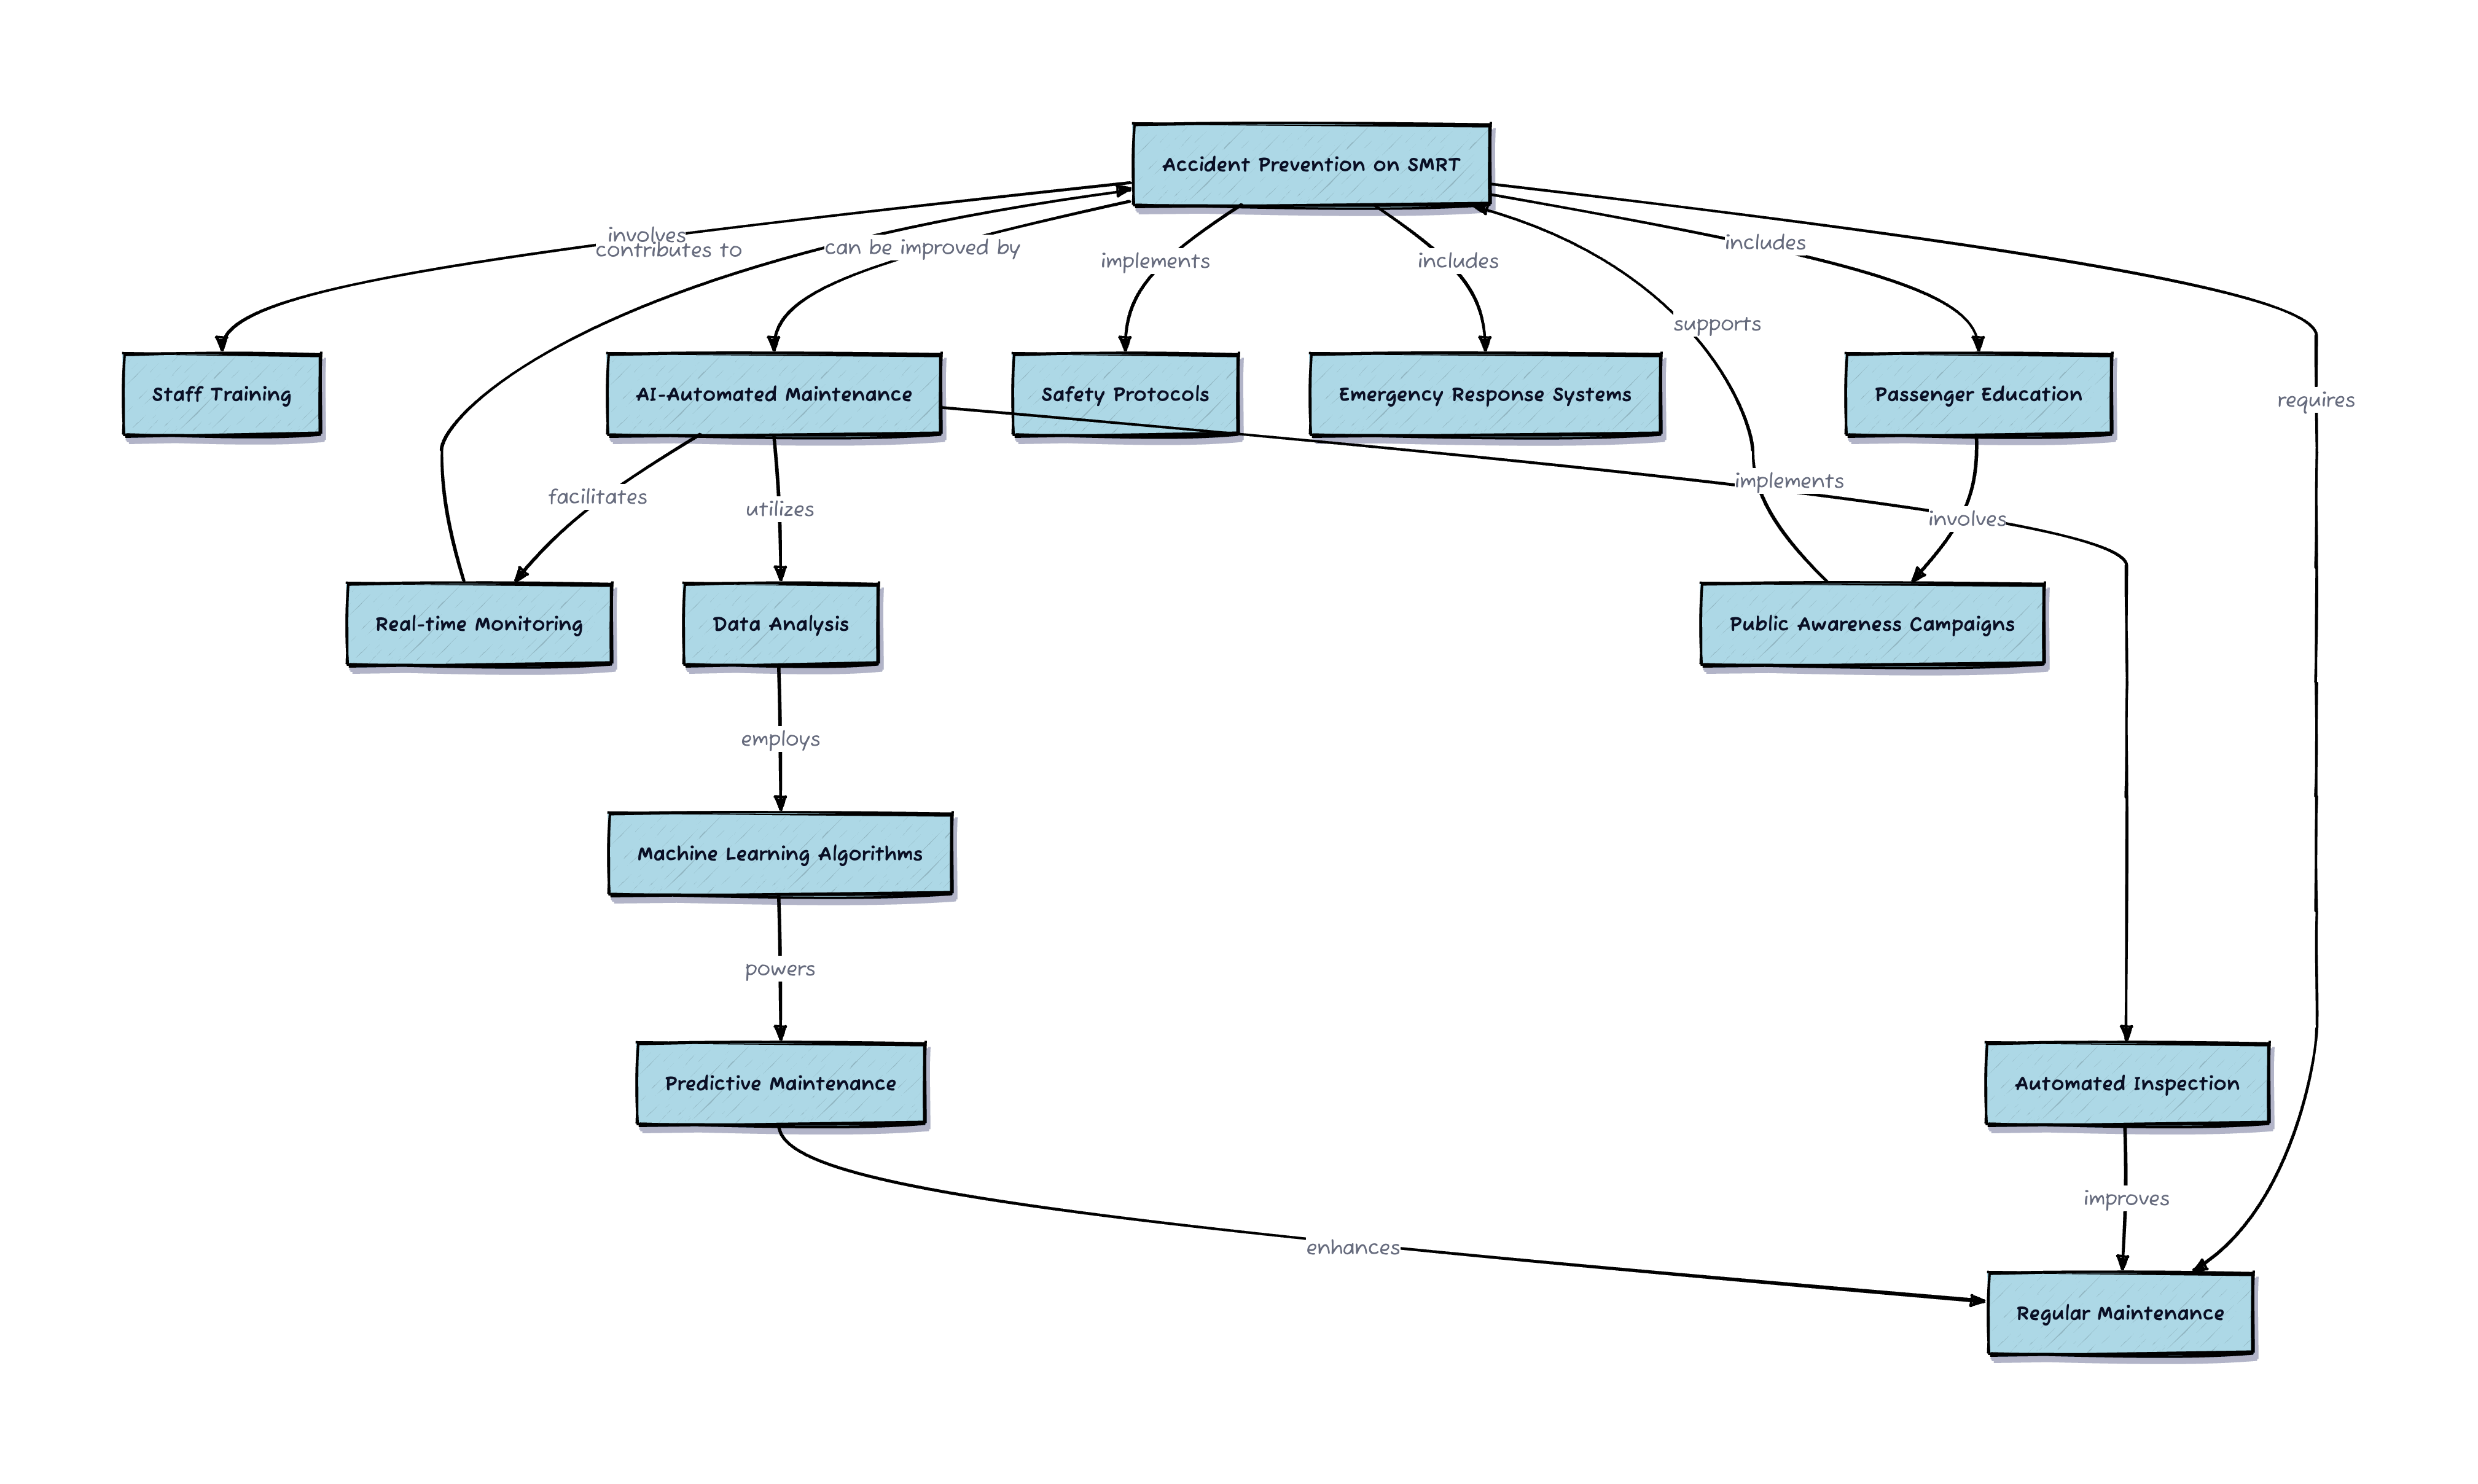 Accident Prevention on SMRT
involves
contributes to
can be improved by
implements
includes
includes
supports
requires
Staff Training
AI-Automated Maintenance
Safety Protocols
Emergency Response Systems
Passenger Education
facilitates
utilizes
implements
involves
Real-time Monitoring
Data Analysis
Public Awareness Campaigns
employs
Machine Learning Algorithms
powers
Predictive Maintenance
Automated Inspection
improves
enhances
Regular Maintenance